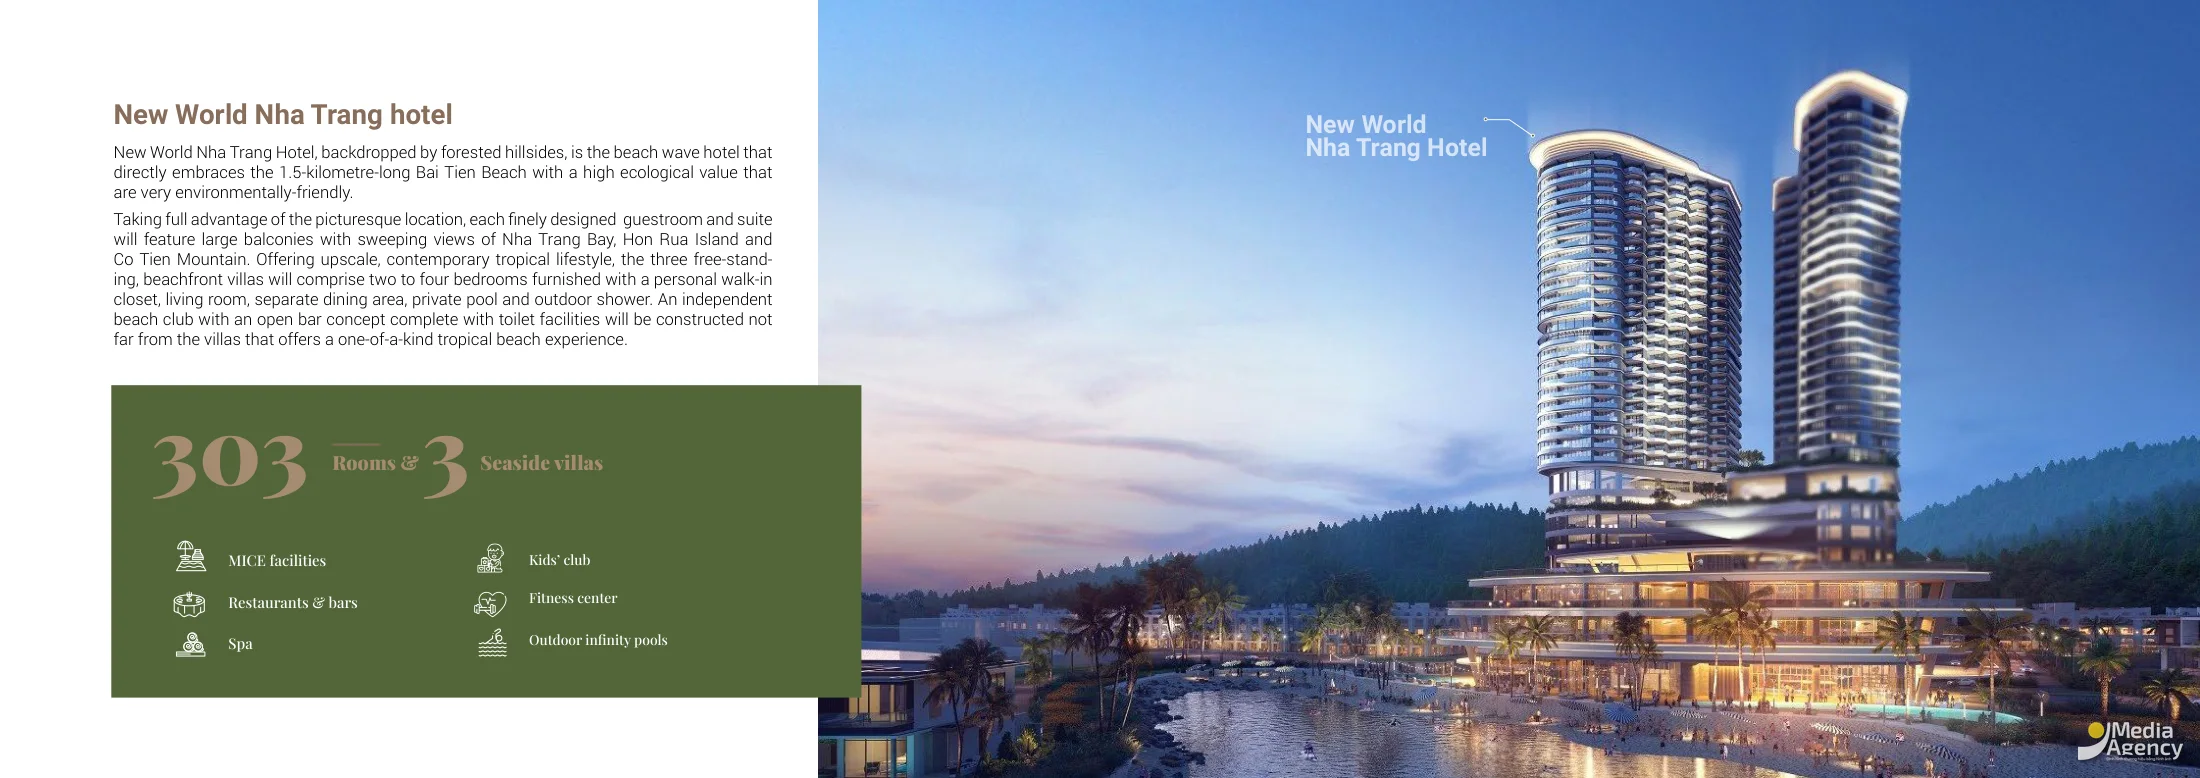 New World Nha Trang hotel
New World Nha Trang Hotel, backdropped by forested hillsides, is the beach wave hotel that
directly embraces the 1.5-kilometre-long Bai Tien Beach with a high ecological value that
are very environmentally-friendly.
Taking full advantage of the picturesque location, each finely designed guestroom and suite
will feature large balconies with sweeping views of Nha Trang Bay, Hon Rua Island and
Co Tien Mountain. Offering upscale, contemporary tropical lifestyle, the three free-stand-
ing, beachfront villas will comprise two to four bedrooms furnished with a personal walk-in
closet, living room, separate dining area, private pool and outdoor shower. An independent
beach club with an open bar concept complete with toilet facilities will be constructed not
far from the villas that offers a one-of-a-kind tropical beach experience.
303 Rooms & 3 Seaside villas
MICE facilities
Restaurants & bars
Spa
Kids' club
Fitness center
Outdoor infinity pools
New World
Nha Trang Hotel
Media
Agency